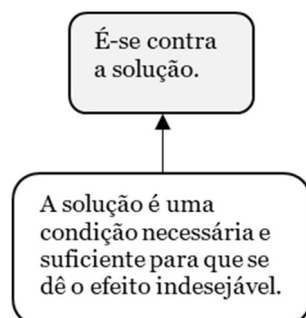 É-se contra
a solução.
A solução é uma
condição necessária e
suficiente para que se
dê o efeito indesejável.